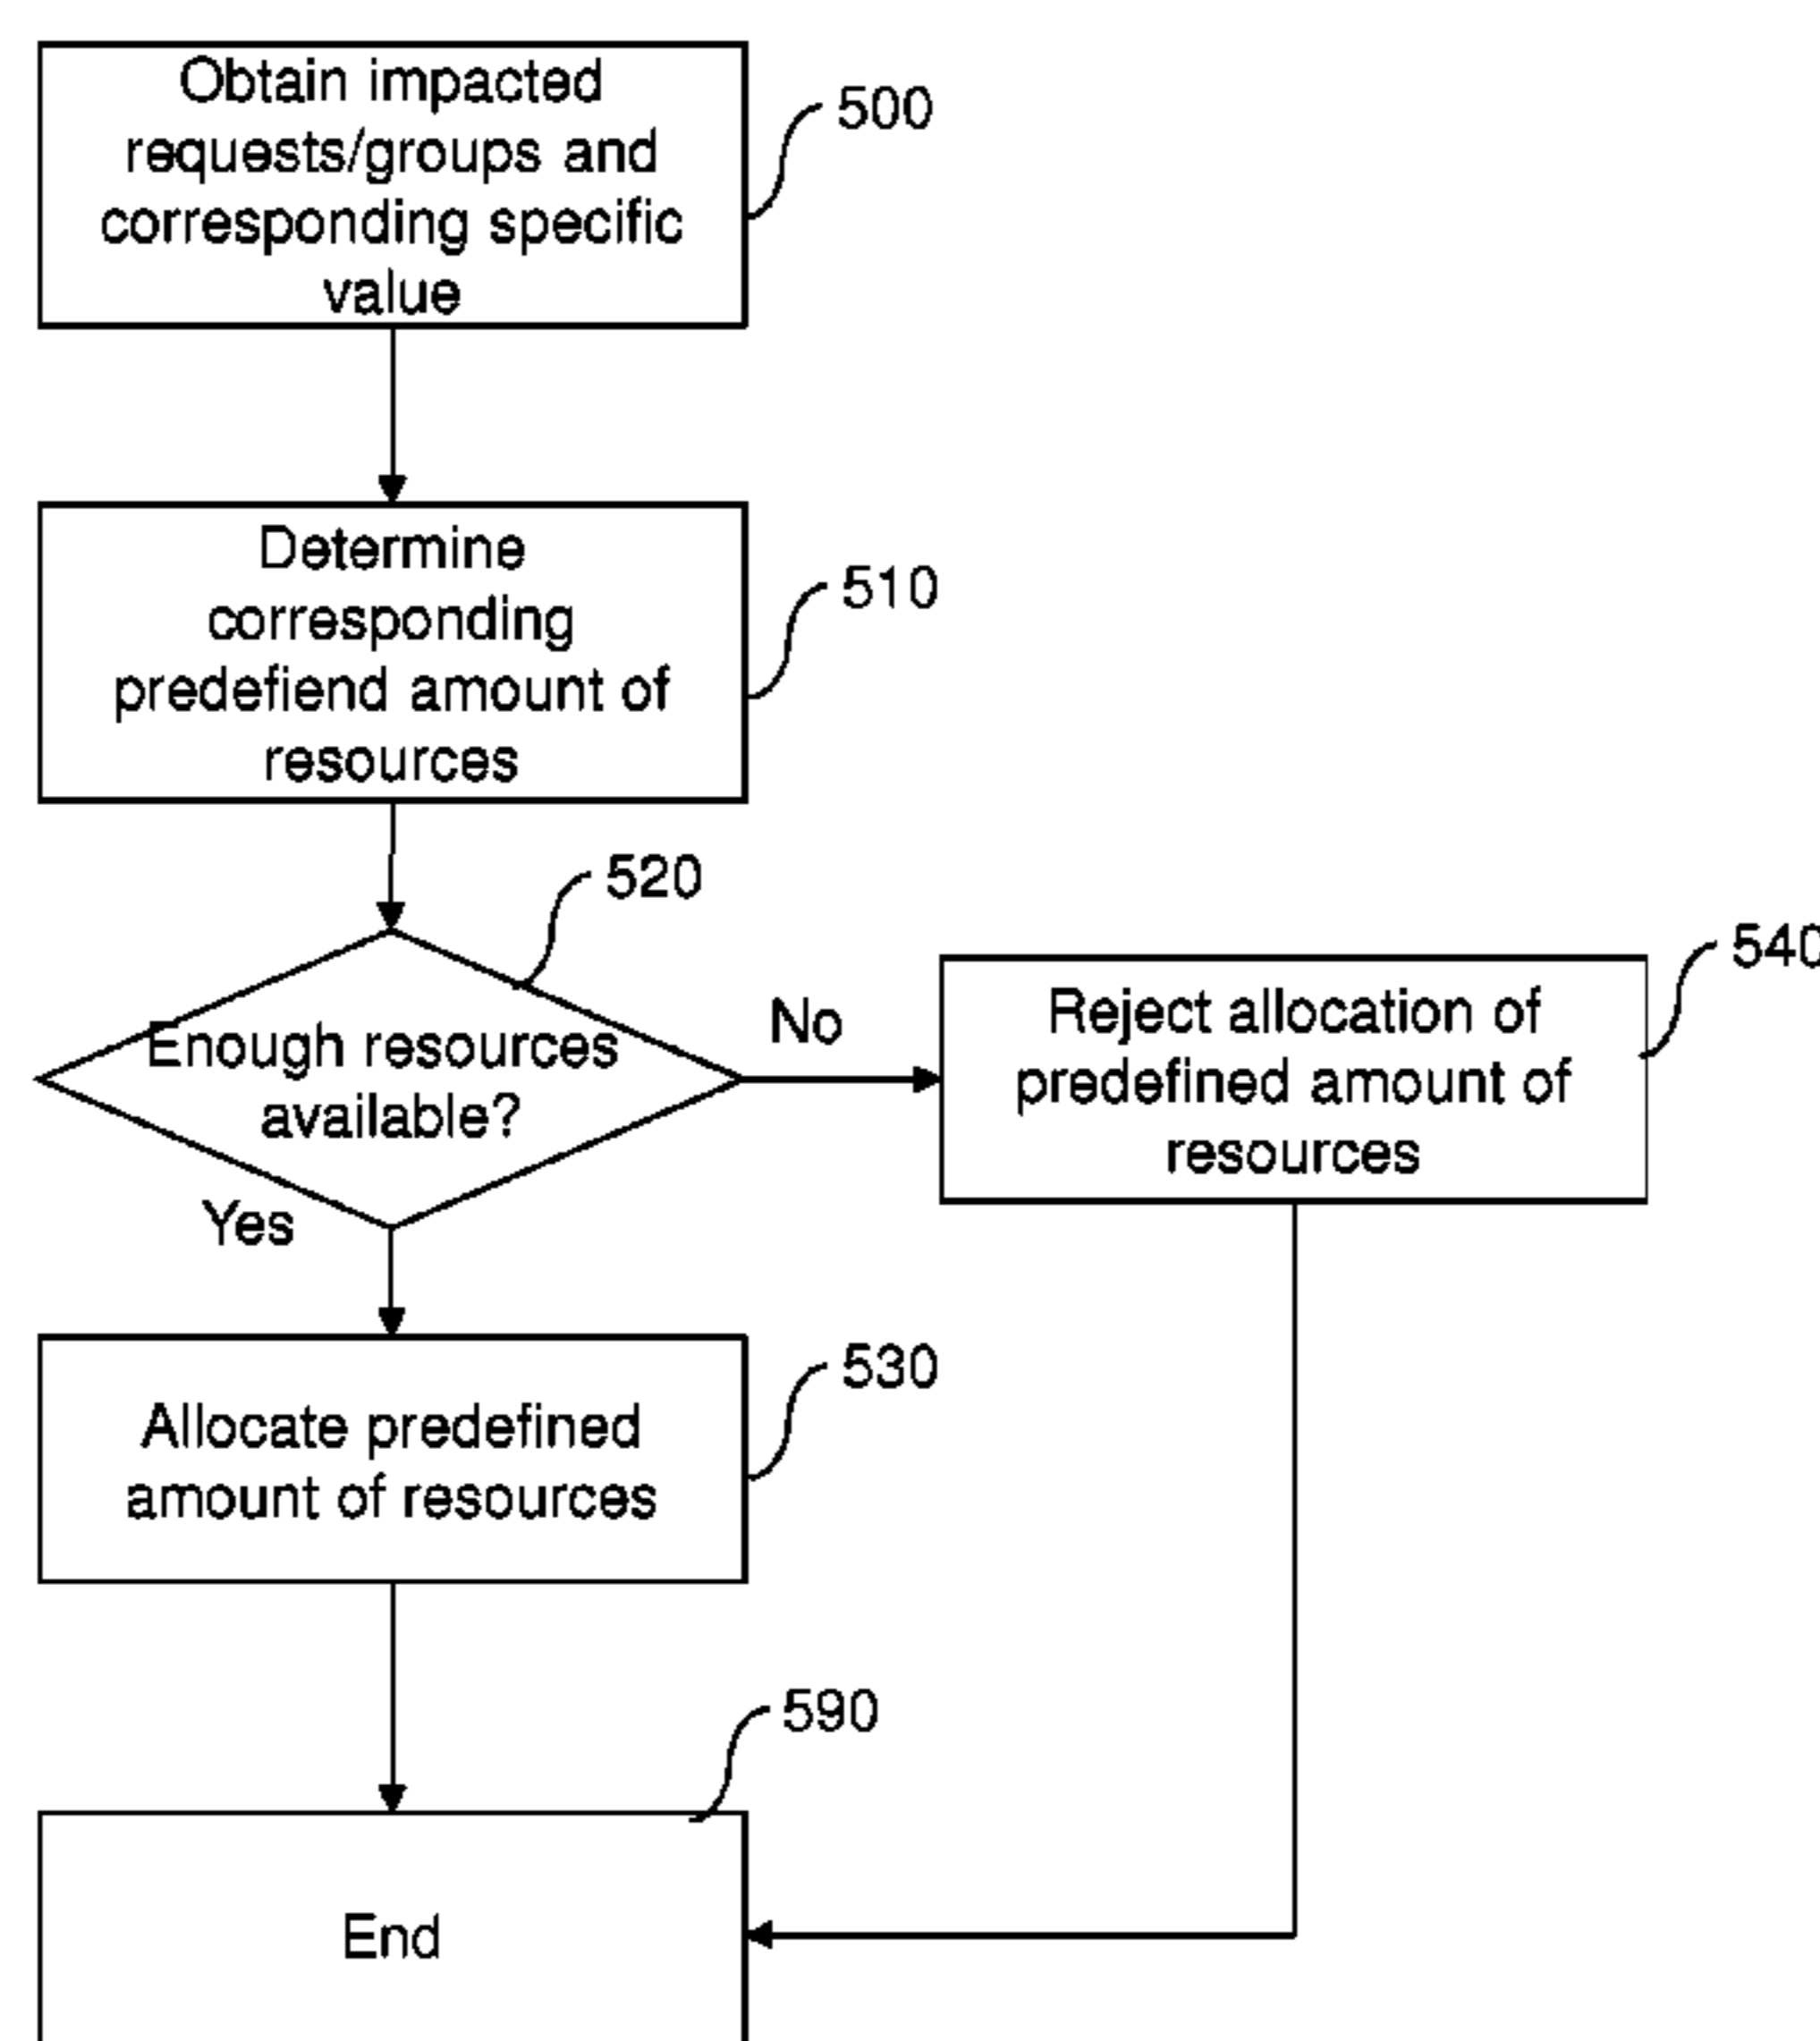 Obtain impacted
requests/groups and
corresponding specific
value
500
Determine
corresponding
predefiend amount of
resources
510
520
Enough resources
available?
No
Yes
540
Reject allocation of
predefined amount of
resources
530
Allocate predefined
amount of resources
590
End